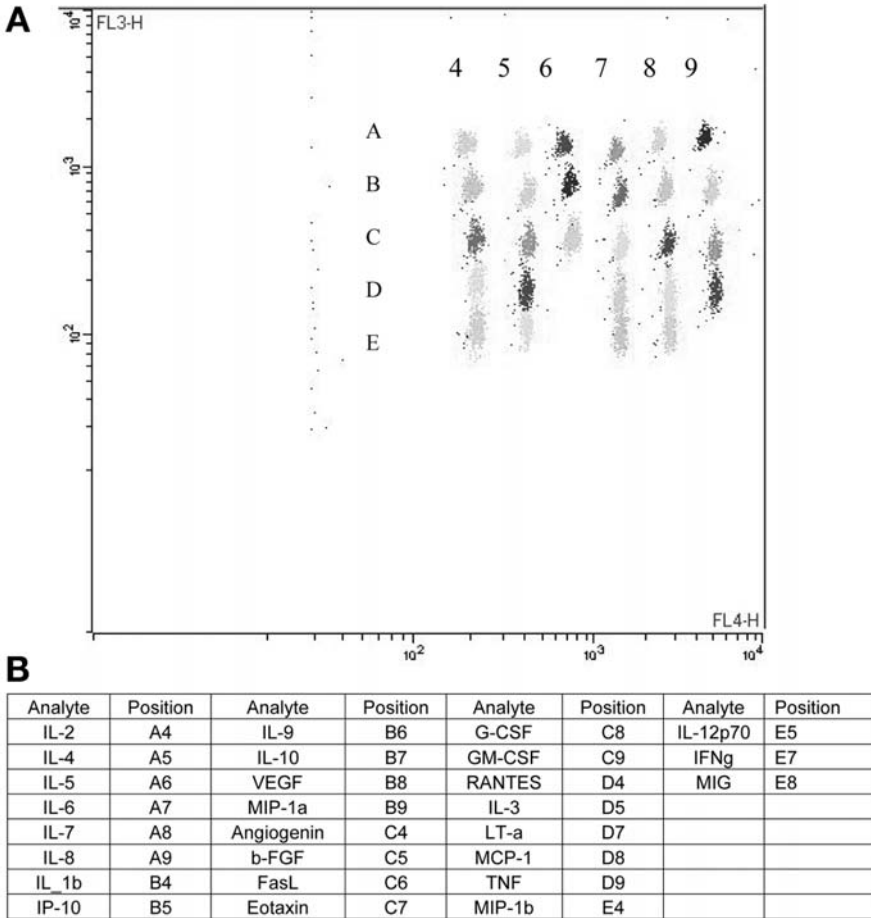 A
FL3-H
10^4
4 5 6 7 8 9
A
10^3
B
C
D
10^2
E
FL4-H
10^2 10^3 10^4
B
Analyte Position Analyte Position Analyte Position Analyte Position
IL-2 A4 IL-9 B6 G-CSF C8 IL-12p70 E5
IL-4 A5 IL-10 B7 GM-CSF C9 IFNg E7
IL-5 A6 VEGF B8 RANTES D4 MIG E8
IL-6 A7 MIP-1a B9 IL-3 D5
IL-7 A8 Angiogenin C4 LT-a D7
IL-8 A9 b-FGF C5 MCP-1 D8
IL_1b B4 FasL C6 TNF D9
IP-10 B5 Eotaxin C7 MIP-1b E4